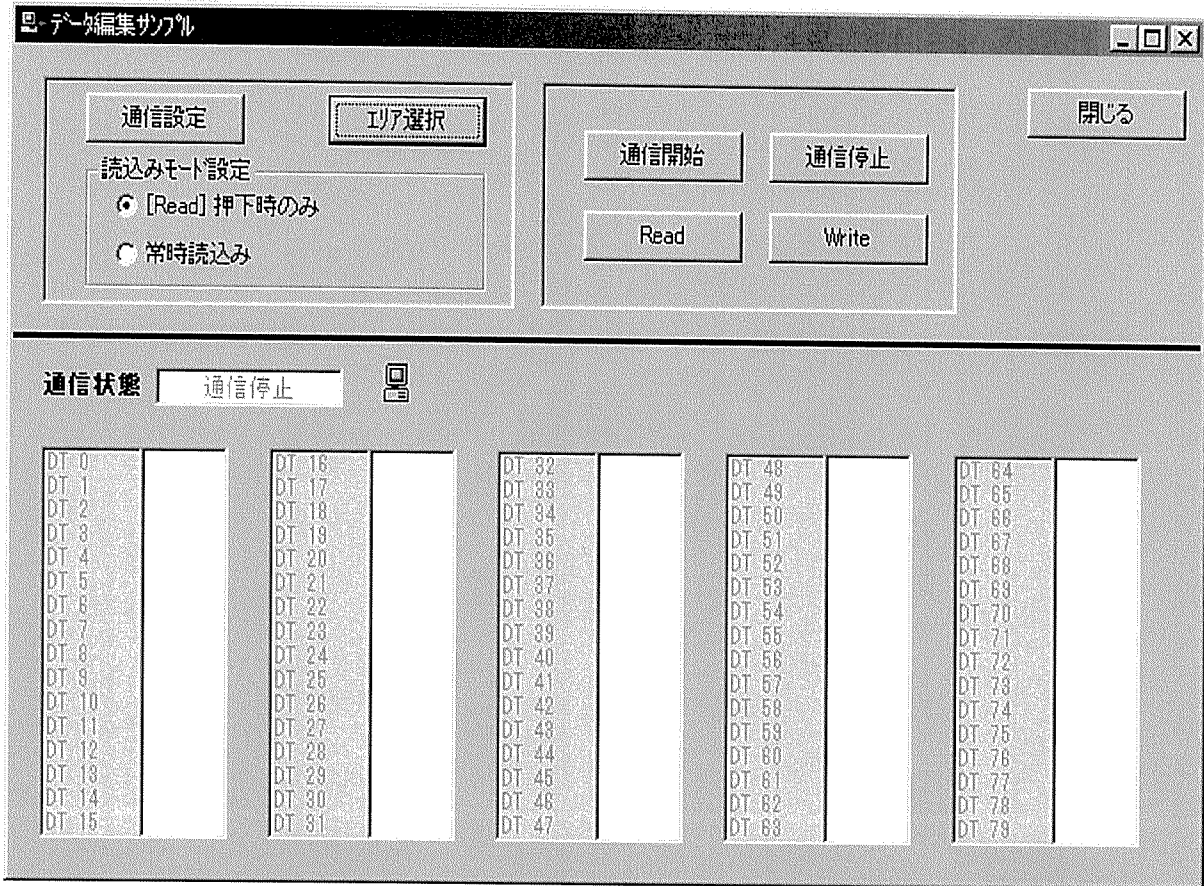 データ編集サンプル
通信設定
エリア選択
読込みモード設定
[Read] 押下時のみ
常時読込み
通信開始
通信停止
Read
Write
閉じる
通信状態
通信停止
DT 0
DT 1
DT 2
DT 3
DT 4
DT 5
DT 6
DT 7
DT 8
DT 9
DT 10
DT 11
DT 12
DT 13
DT 14
DT 15
DT 16
DT 17
DT 18
DT 19
DT 20
DT 21
DT 22
DT 23
DT 24
DT 25
DT 26
DT 27
DT 28
DT 29
DT 30
DT 31
DT 32
DT 33
DT 34
DT 35
DT 36
DT 37
DT 38
DT 39
DT 40
DT 41
DT 42
DT 43
DT 44
DT 45
DT 46
DT 47
DT 48
DT 49
DT 50
DT 51
DT 52
DT 53
DT 54
DT 55
DT 56
DT 57
DT 58
DT 59
DT 60
DT 61
DT 62
DT 63
DT 64
DT 65
DT 66
DT 67
DT 68
DT 69
DT 70
DT 71
DT 72
DT 73
DT 74
DT 75
DT 76
DT 77
DT 78
DT 79